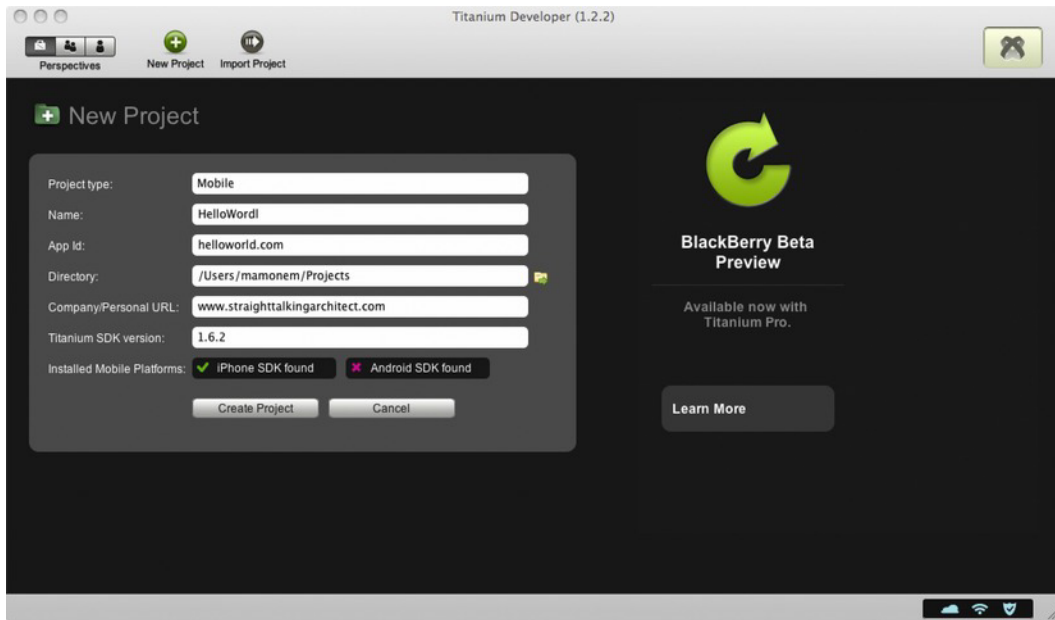 Titanium Developer (1.2.2)
Perspectives
New Project
Import Project
New Project
Project type: Mobile
Name: HelloWordl
App Id: helloworld.com
Directory: /Users/mamonem/Projects
Company/Personal URL: www.straighttalkingarchitect.com
Titanium SDK version: 1.6.2
Installed Mobile Platforms: iPhone SDK found Android SDK found
Create Project Cancel
BlackBerry Beta
Preview
Available now with
Titanium Pro.
Learn More